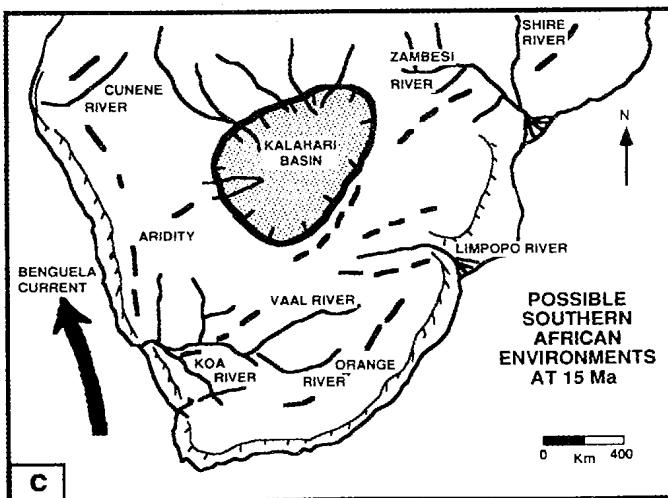 SHIRE
RIVER
ZAMBESI
RIVER
CUNENE
RIVER
N
KALAHARI
BASIN
ARIDITY
LIMPOPO RIVER
BENGUELA
CURRENT
VAAL RIVER
POSSIBLE
SOUTHERN
AFRICAN
ENVIRONMENTS
AT 15 Ma
KOA
RIVER
ORANGE
RIVER
0 Km 400
C